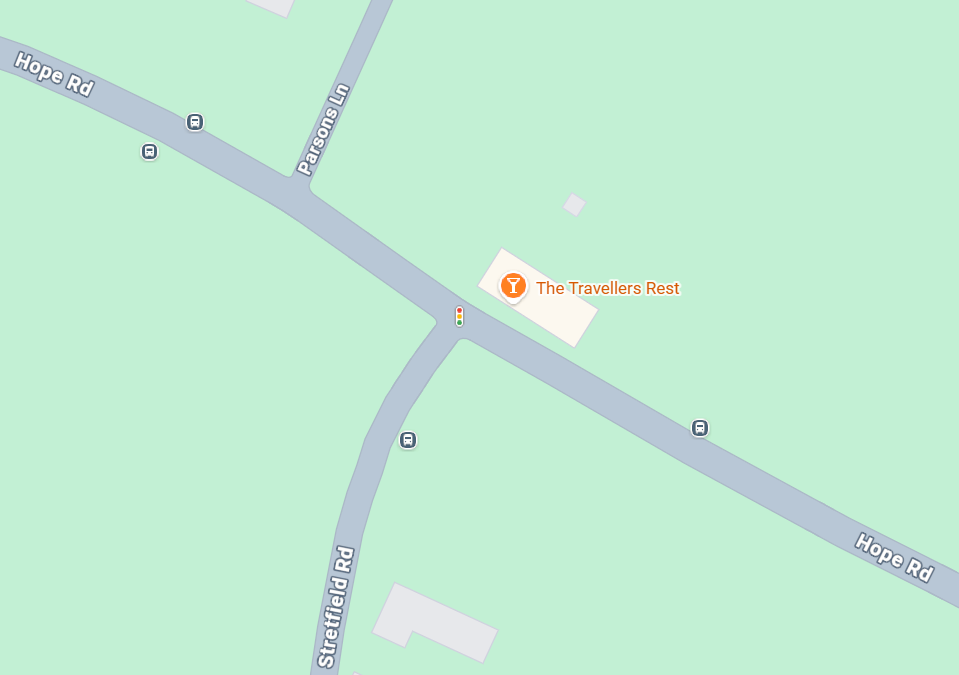 Hope Rd
Parsons Ln
The Travellers Rest
Hope Rd
Stretfield Rd